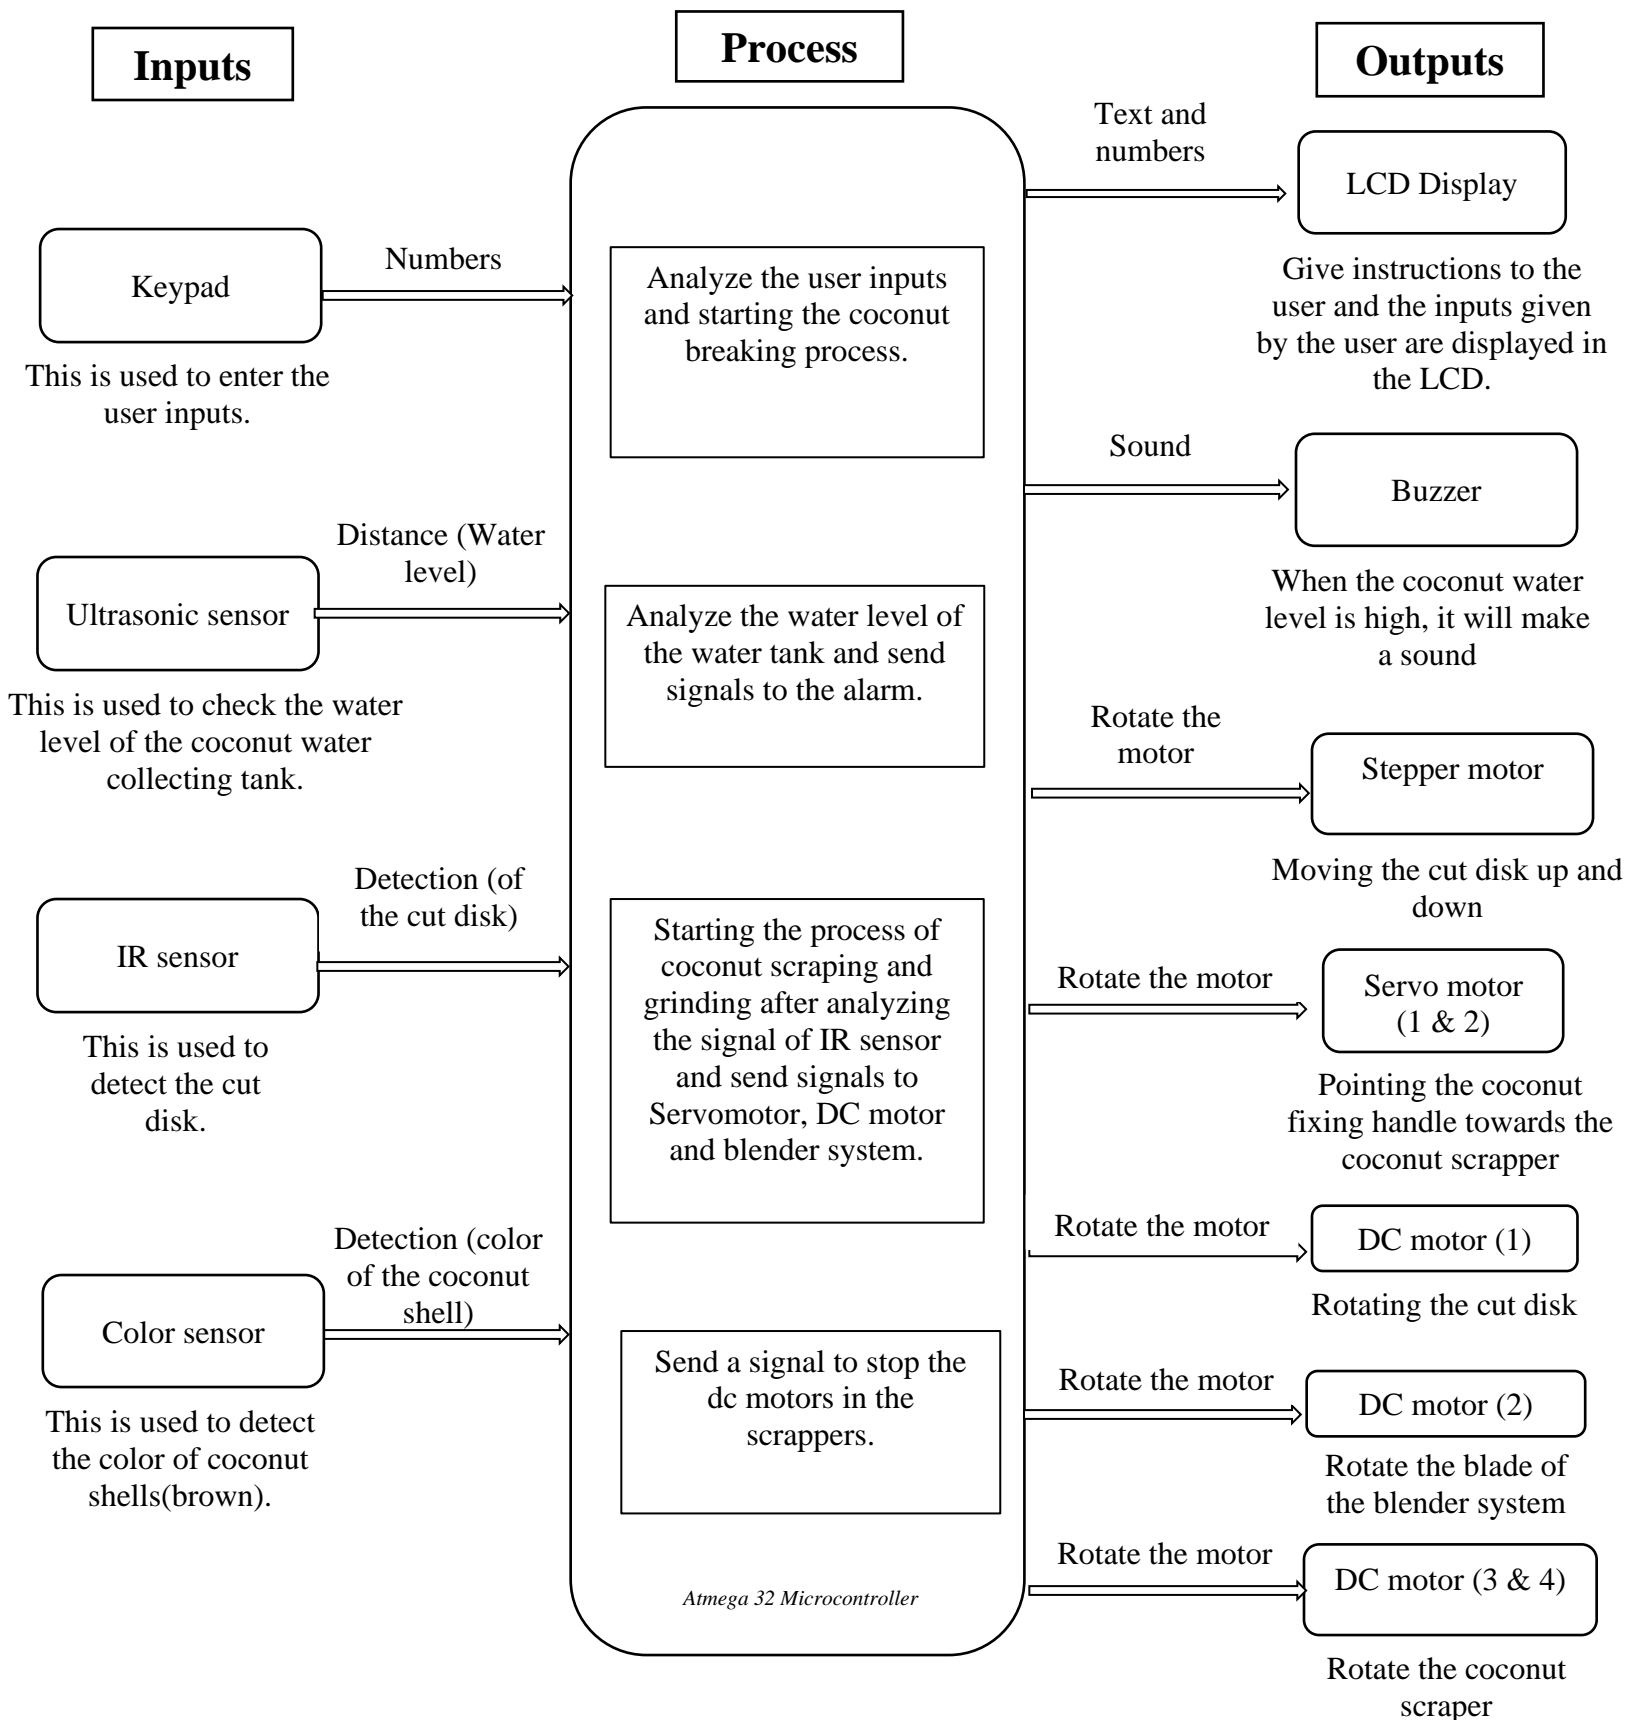 Inputs
Process
Outputs
Keypad
Numbers
This is used to enter the
user inputs.
Ultrasonic sensor
Distance (Water
level)
This is used to check the water
level of the coconut water
collecting tank.
IR sensor
Detection (of
the cut disk)
This is used to
detect the cut
disk.
Color sensor
Detection (color
of the coconut
shell)
This is used to detect
the color of coconut
shells(brown).
Analyze the user inputs
and starting the coconut
breaking process.
Analyze the water level of
the water tank and send
signals to the alarm.
Starting the process of
coconut scraping and
grinding after analyzing
the signal of IR sensor
and send signals to
Servomotor, DC motor
and blender system.
Send a signal to stop the
dc motors in the
scrappers.
Atmega 32 Microcontroller
Text and
numbers
LCD Display
Give instructions to the
user and the inputs given
by the user are displayed in
the LCD.
Sound
Buzzer
When the coconut water
level is high, it will make
a sound
Rotate the
motor
Stepper motor
Moving the cut disk up and
down
Rotate the motor
Servo motor
(1 & 2)
Pointing the coconut
fixing handle towards the
coconut scrapper
Rotate the motor
DC motor (1)
Rotating the cut disk
Rotate the motor
DC motor (2)
Rotate the blade of
the blender system
Rotate the motor
DC motor (3 & 4)
Rotate the coconut
scraper